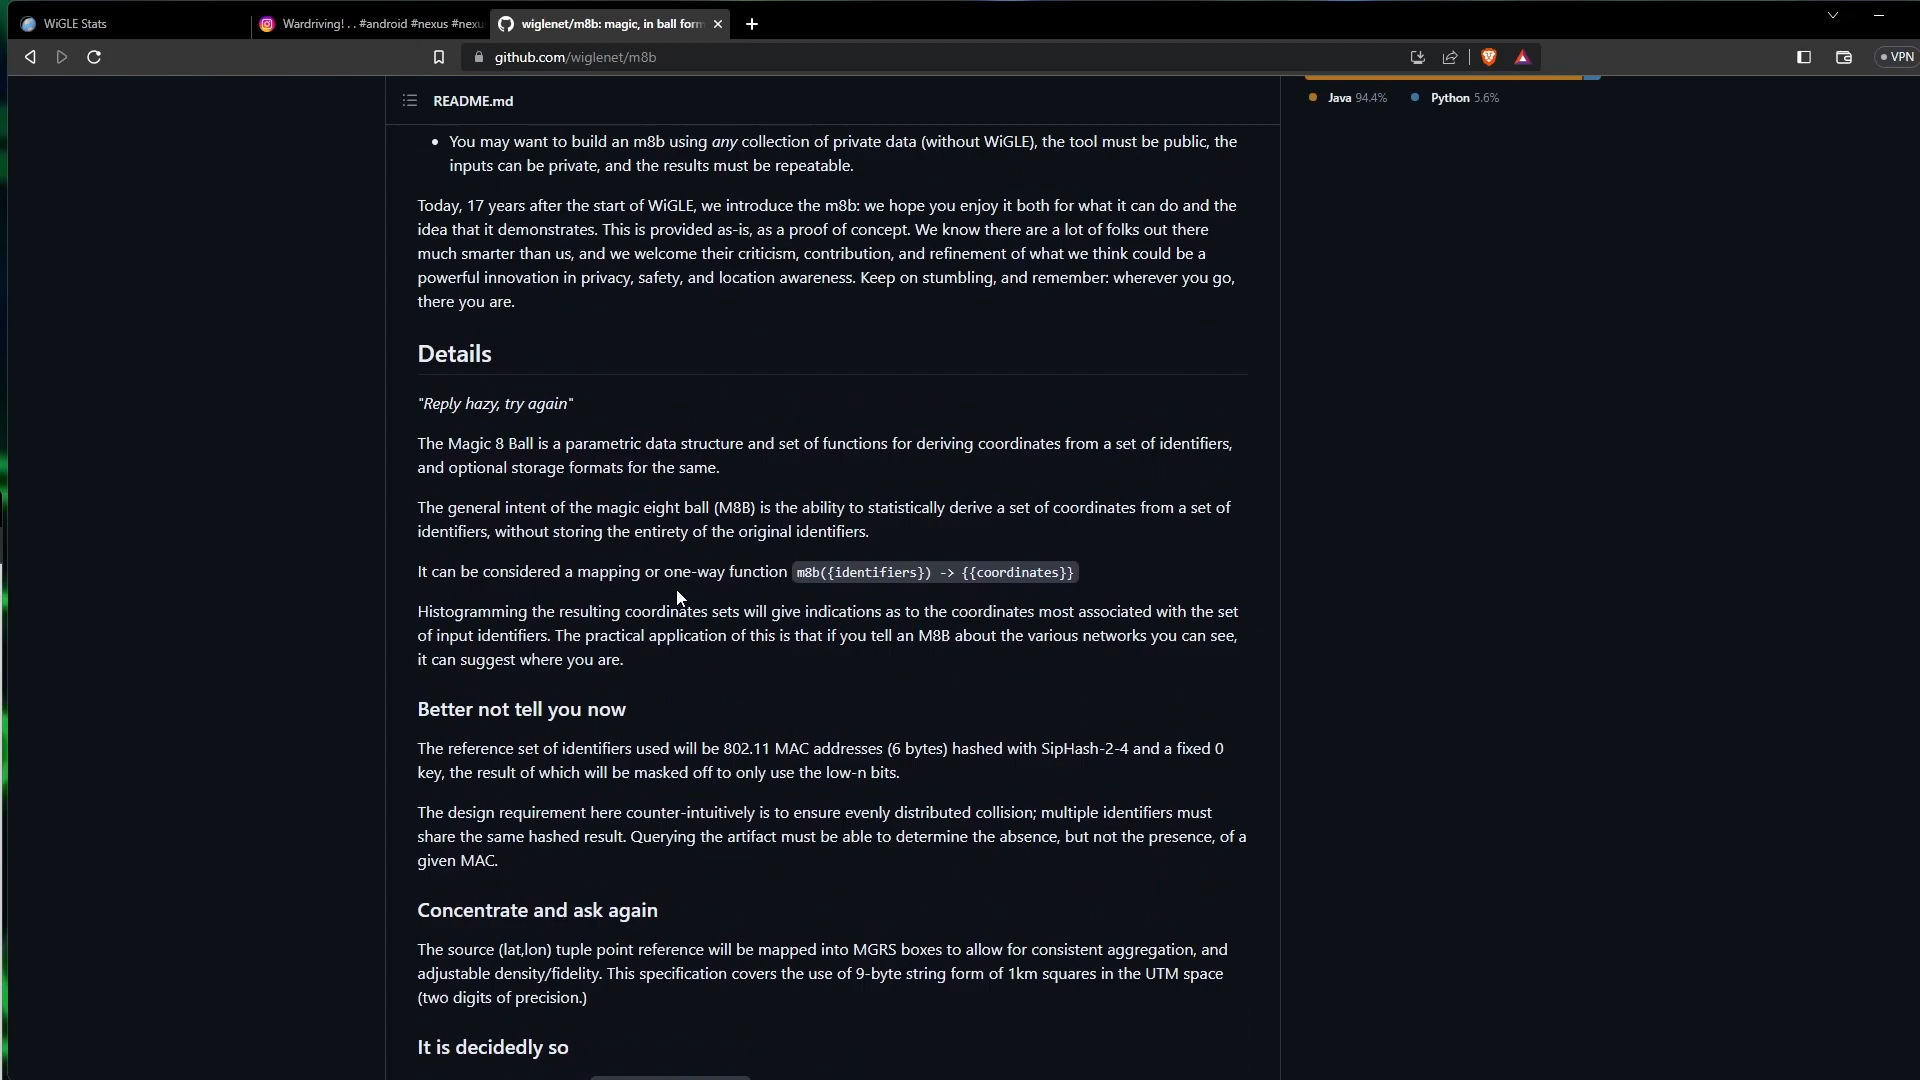 WiGLE Stats
Wardriving! . . #android #nexus #nexu
wiglenet/m8b: magic, in ball form
github.com/wiglenet/m8b
VPN
README.md
Java 94.4% Python 5.6%
• You may want to build an m8b using any collection of private data (without WiGLE), the tool must be public, the
inputs can be private, and the results must be repeatable.
Today, 17 years after the start of WiGLE, we introduce the m8b: we hope you enjoy it both for what it can do and the
idea that it demonstrates. This is provided as-is, as a proof of concept. We know there are a lot of folks out there
much smarter than us, and we welcome their criticism, contribution, and refinement of what we think could be a
powerful innovation in privacy, safety, and location awareness. Keep on stumbling, and remember: wherever you go,
there you are.
Details
"Reply hazy, try again"
The Magic 8 Ball is a parametric data structure and set of functions for deriving coordinates from a set of identifiers,
and optional storage formats for the same.
The general intent of the magic eight ball (M8B) is the ability to statistically derive a set of coordinates from a set of
identifiers, without storing the entirety of the original identifiers.
It can be considered a mapping or one-way function m8b({identifiers}) -> {{coordinates}}
Histogramming the resulting coordinates sets will give indications as to the coordinates most associated with the set
of input identifiers. The practical application of this is that if you tell an M8B about the various networks you can see,
it can suggest where you are.
Better not tell you now
The reference set of identifiers used will be 802.11 MAC addresses (6 bytes) hashed with SipHash-2-4 and a fixed 0
key, the result of which will be masked off to only use the low-n bits.
The design requirement here counter-intuitively is to ensure evenly distributed collision; multiple identifiers must
share the same hashed result. Querying the artifact must be able to determine the absence, but not the presence, of a
given MAC.
Concentrate and ask again
The source (lat,lon) tuple point reference will be mapped into MGRS boxes to allow for consistent aggregation, and
adjustable density/fidelity. This specification covers the use of 9-byte string form of 1km squares in the UTM space
(two digits of precision.)
It is decidedly so